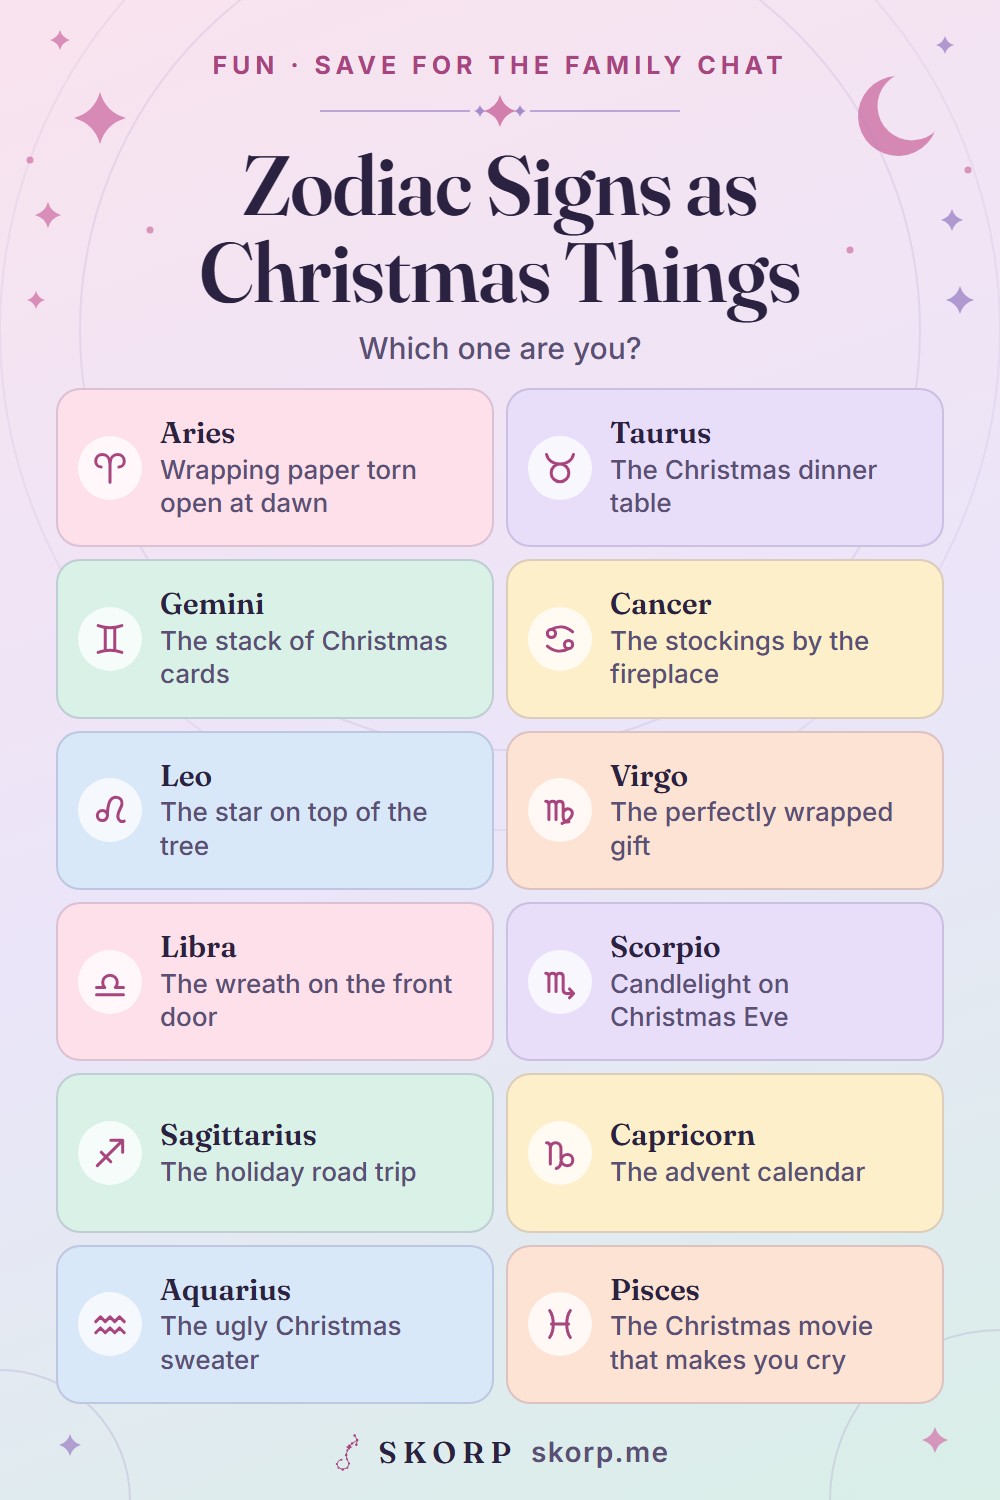 FUN · SAVE FOR THE FAMILY CHAT
Zodiac Signs as
Christmas Things
Which one are you?
Aries
Wrapping paper torn
open at dawn
Taurus
The Christmas dinner
table
Gemini
The stack of Christmas
cards
Cancer
The stockings by the
fireplace
Leo
The star on top of the
tree
Virgo
The perfectly wrapped
gift
Libra
The wreath on the front
door
Scorpio
Candlelight on
Christmas Eve
Sagittarius
The holiday road trip
Capricorn
The advent calendar
Aquarius
The ugly Christmas
sweater
Pisces
The Christmas movie
that makes you cry
SKORP skorp.me